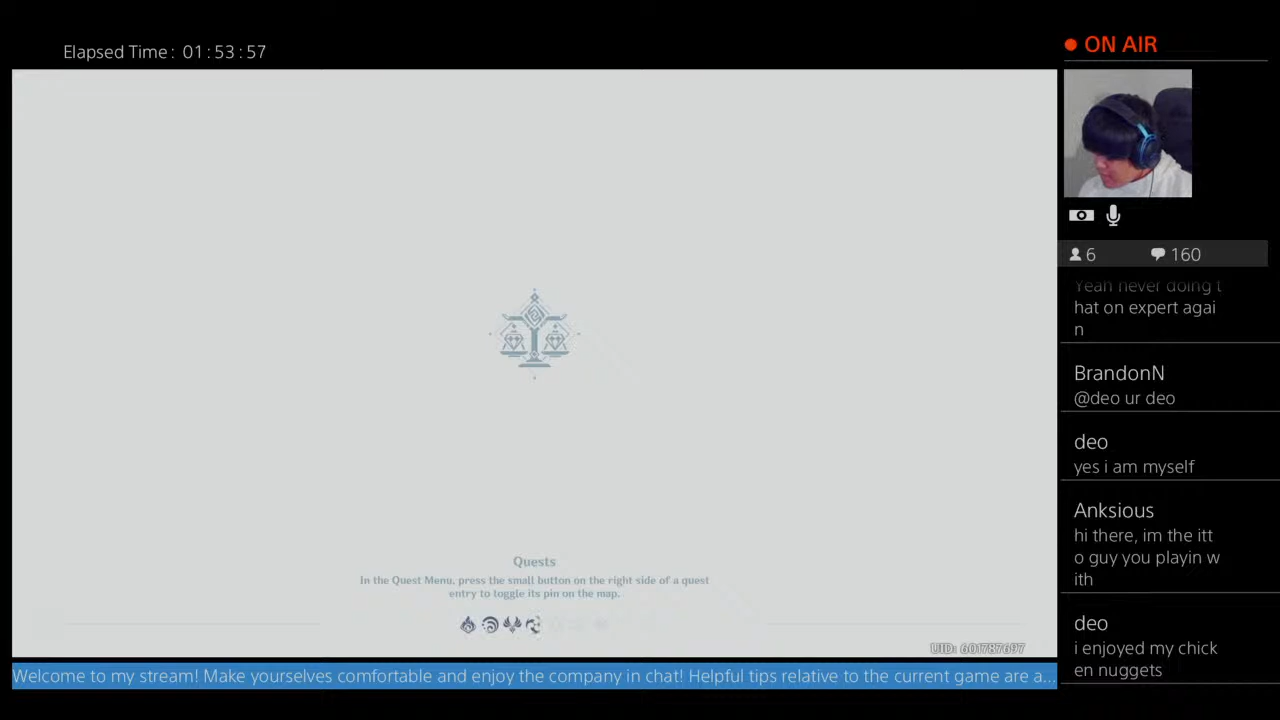 Elapsed Time: 01:53:57
ON AIR
6 160
Yeah never doing t
hat on expert agai
n
BrandonN
@deo ur deo
deo
yes i am myself
Anksious
hi there, im the itt
o guy you playin w
ith
deo
i enjoyed my chick
en nuggets
Quests
In the Quest Menu, press the small button on the right side of a quest
entry to toggle its pin on the map.
UID: 601787697
Welcome to my stream! Make yourselves comfortable and enjoy the company in chat! Helpful tips relative to the current game are a...